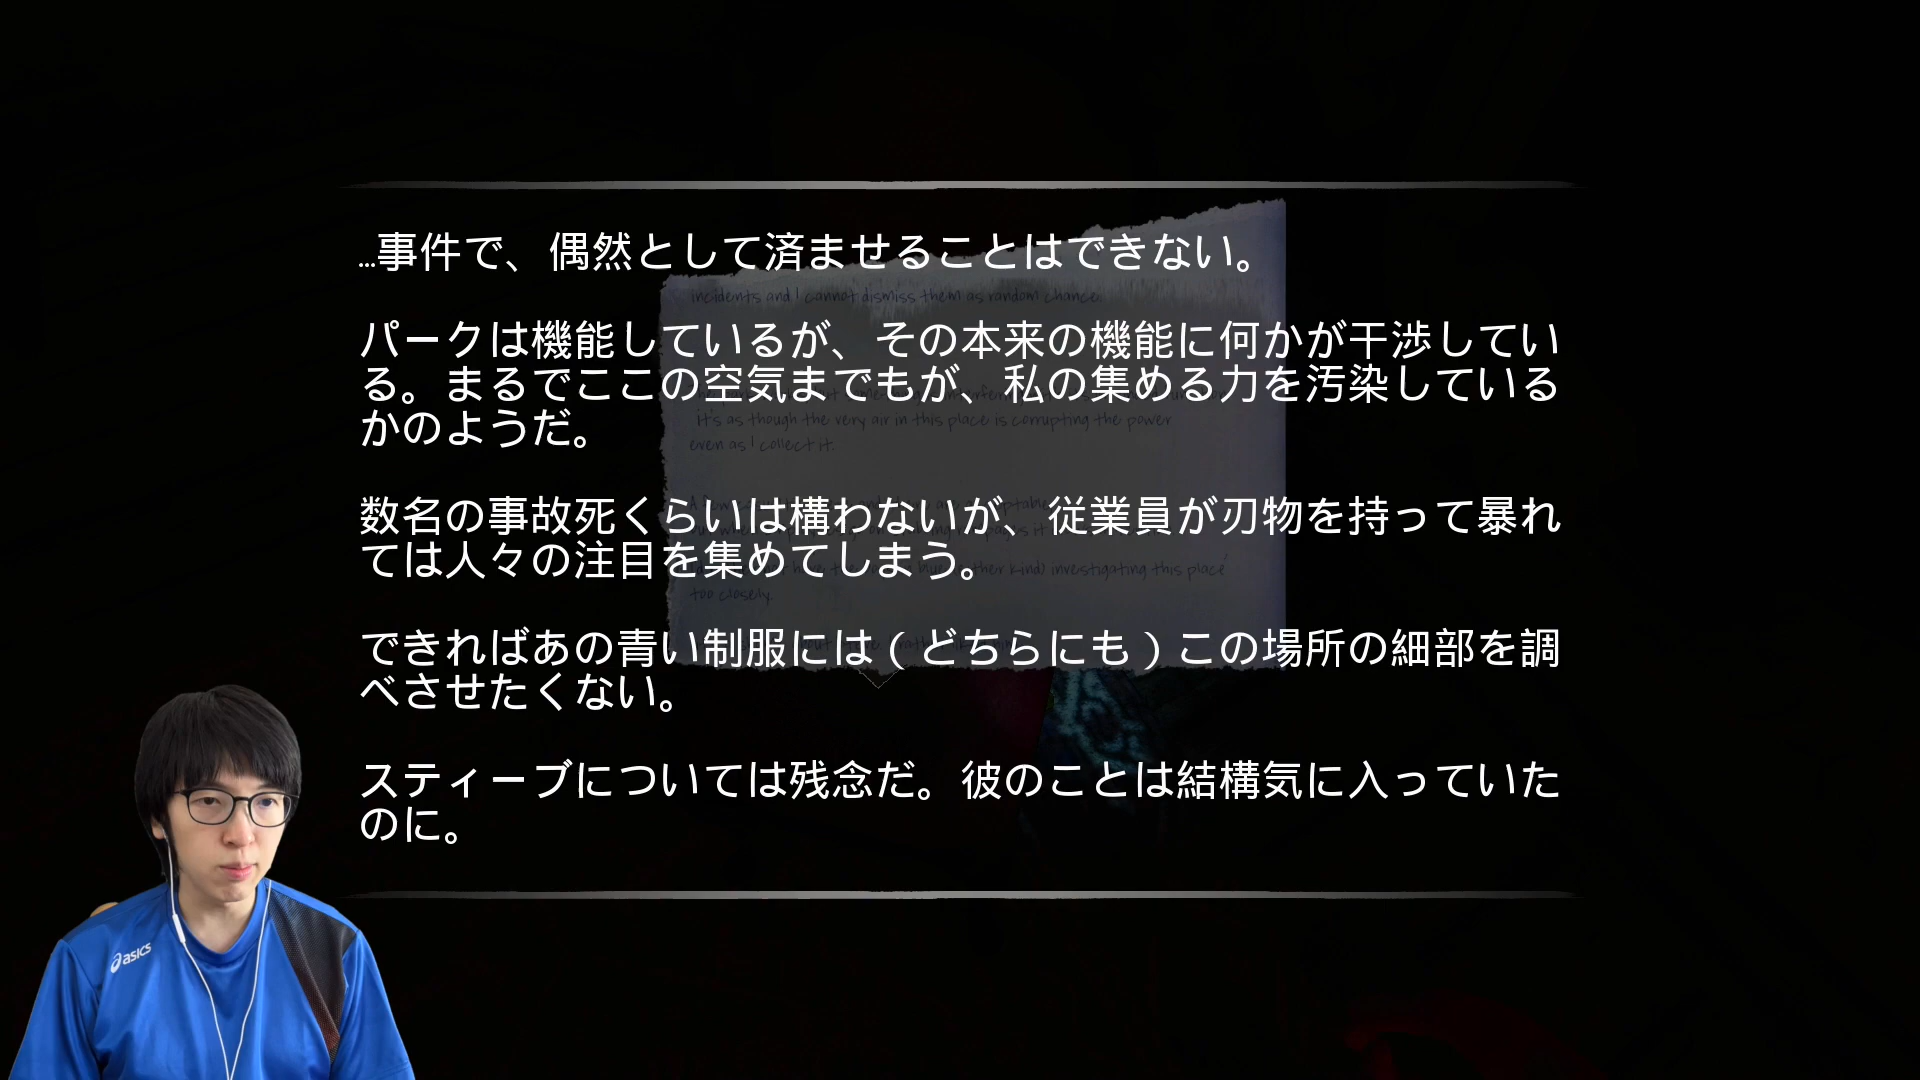 …事件で、偶然として済ませることはできない。
incidents and I cannot dismiss them as random chance.
パークは機能しているが、その本来の機能に何かが干渉してい
る。まるでここの空気までもが、私の集める力を汚染している
かのようだ。
It's as though the very air in this place is corrupting the power
even as I collect it.
数名の事故死くらいは構わないが、従業員が刃物を持って暴れ
ては人々の注目を集めてしまう。
kind) investigating this place
too closely.
できればあの青い制服には（どちらにも）この場所の細部を調
べさせたくない。
スティーブについては残念だ。彼のことは結構気に入っていた
のに。
asics